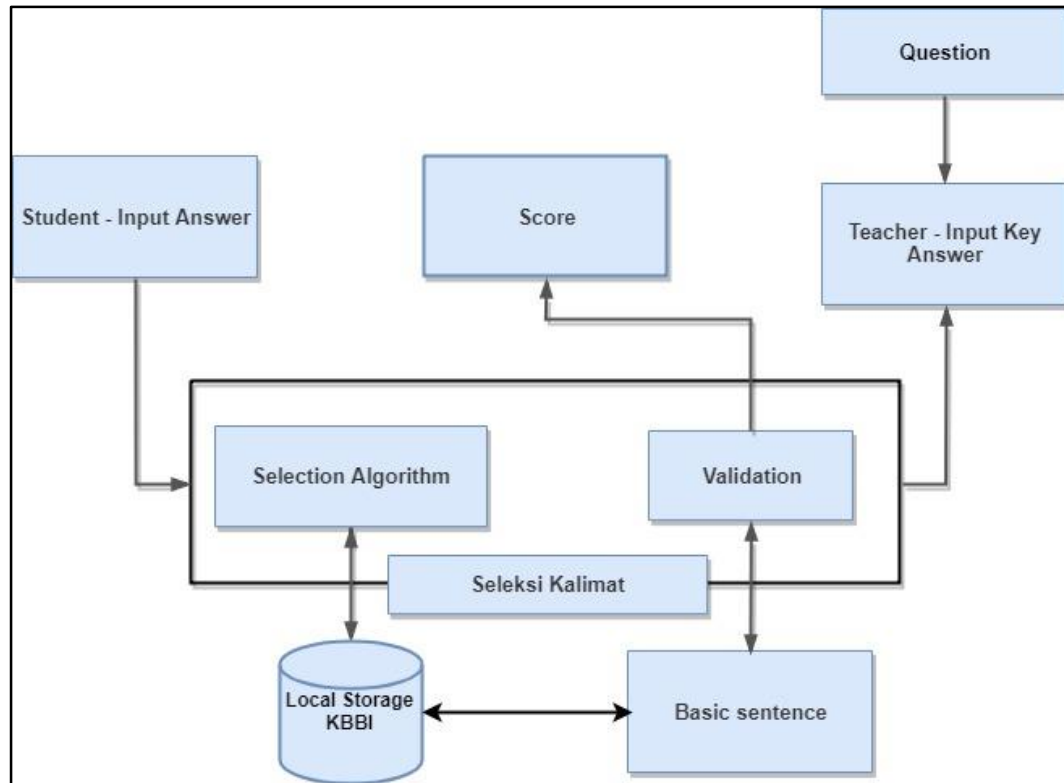 Question
Student - Input Answer
Score
Teacher - Input Key
Answer
Selection Algorithm
Validation
Seleksi Kalimat
Local Storage
KBBI
Basic sentence